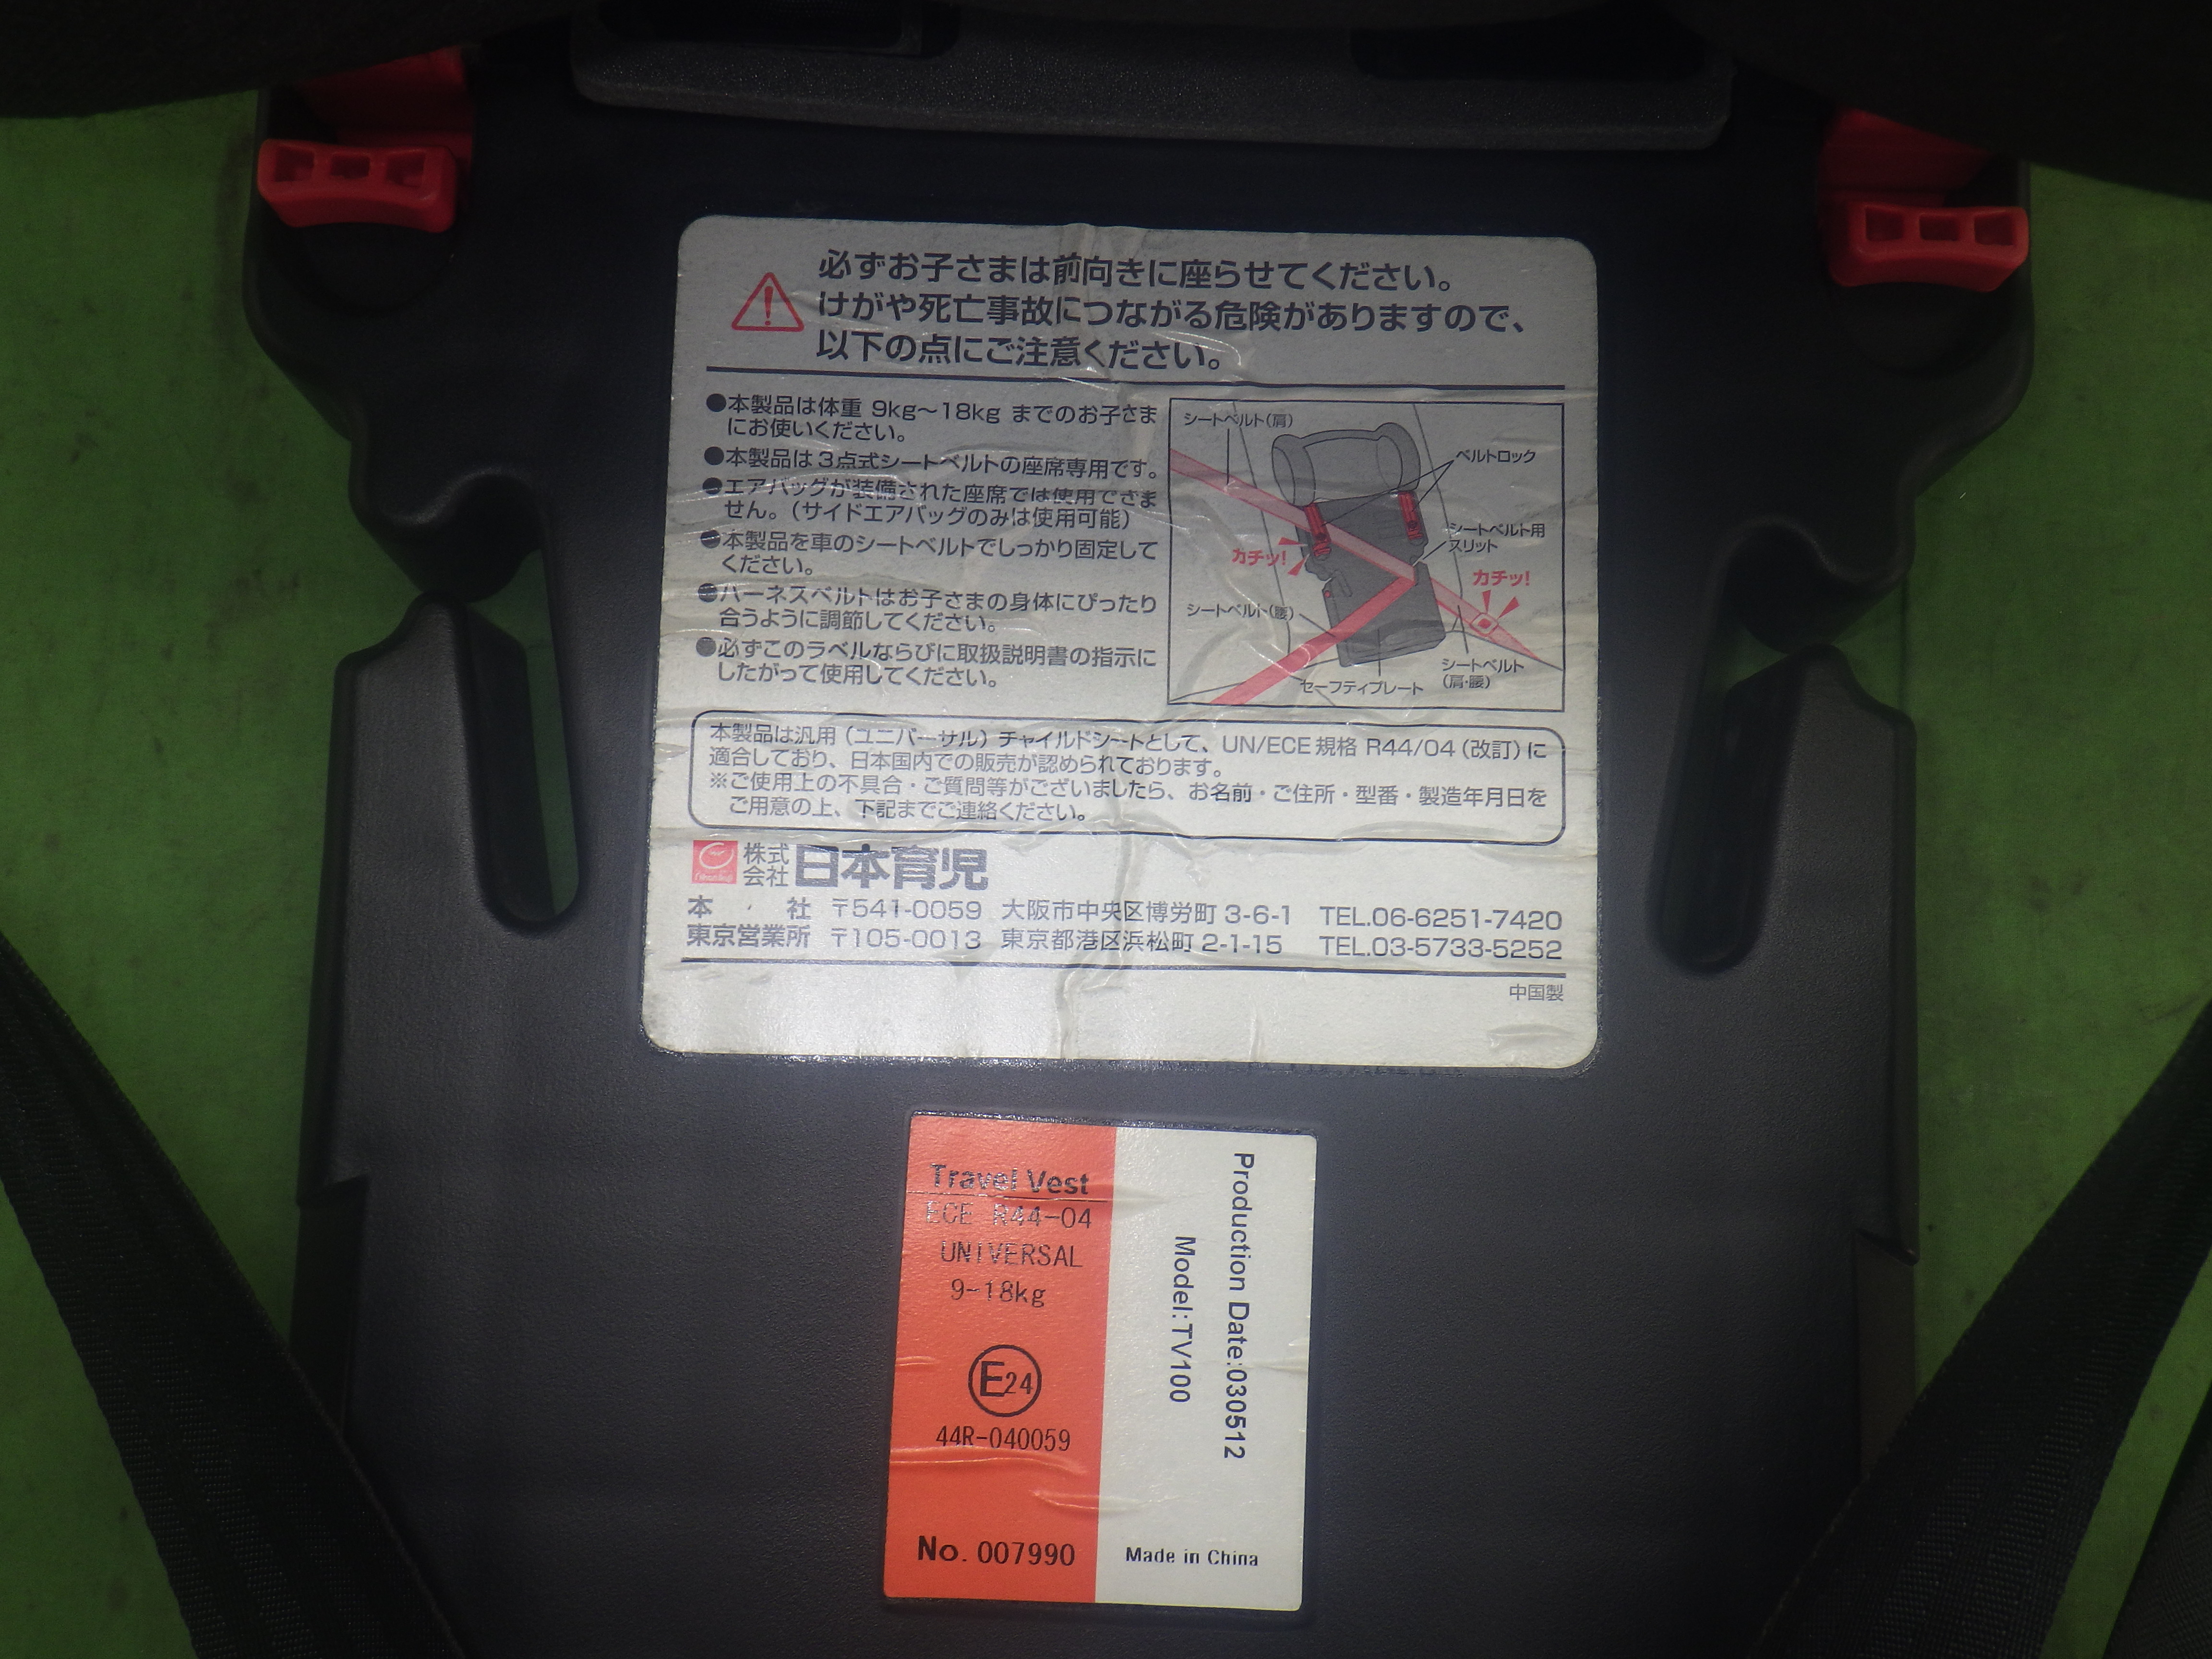 必ずお子さまは前向きに座らせてください。
けがや死亡事故につながる危険がありますので、
以下の点にご注意ください。
●本製品は体重 9kg～18kg までのお子さま
にお使いください。
●本製品は3点式シートベルトの座席専用です。
●エアバッグが装備された座席では使用できま
せん。（サイドエアバッグのみは使用可能）
●本製品を車のシートベルトでしっかり固定して
ください。
●ハーネスベルトはお子さまの身体にぴったり
合うように調節してください。
●必ずこのラベルならびに取扱説明書の指示に
したがって使用してください。
シートベルト（肩）
ベルトロック
シートベルト用
スリット
カチッ!
カチッ!
シートベルト（腰）
シートベルト
（肩・腰）
セーフティプレート
本製品は汎用（ユニバーサル）チャイルドシートとして、UN/ECE規格 R44/04（改訂）に
適合しており、日本国内での販売が認められております。
※ご使用上の不具合・ご質問等がございましたら、お名前・ご住所・型番・製造年月日を
ご用意の上、下記までご連絡ください。
株式会社 日本育児
本社 〒541-0059 大阪市中央区博労町 3-6-1 TEL.06-6251-7420
東京営業所 〒105-0013 東京都港区浜松町 2-1-15 TEL.03-5733-5252
中国製
Travel Vest
ECE R44-04
UNIVERSAL
9-18kg
E24
44R-040059
No. 007990
Production Date:030512
Model:TV100
Made in China